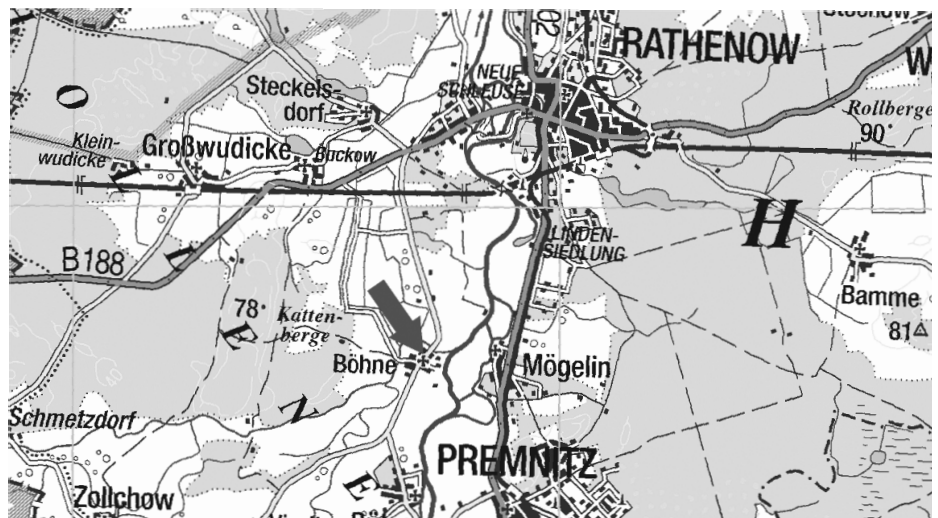 RATHENOW
NEUE
SCHLEUSE
Steckels-
dorf
Rollberge
90
Klein-
wudicke
Großwudicke
Buckow
O
L
I
E
N
E
H
LINDEN-
SIEDLUNG
B188
Bamme
81
78
Katten-
berge
Böhne
Mögelin
Schmetzdorf
PREMNITZ
Zollchow